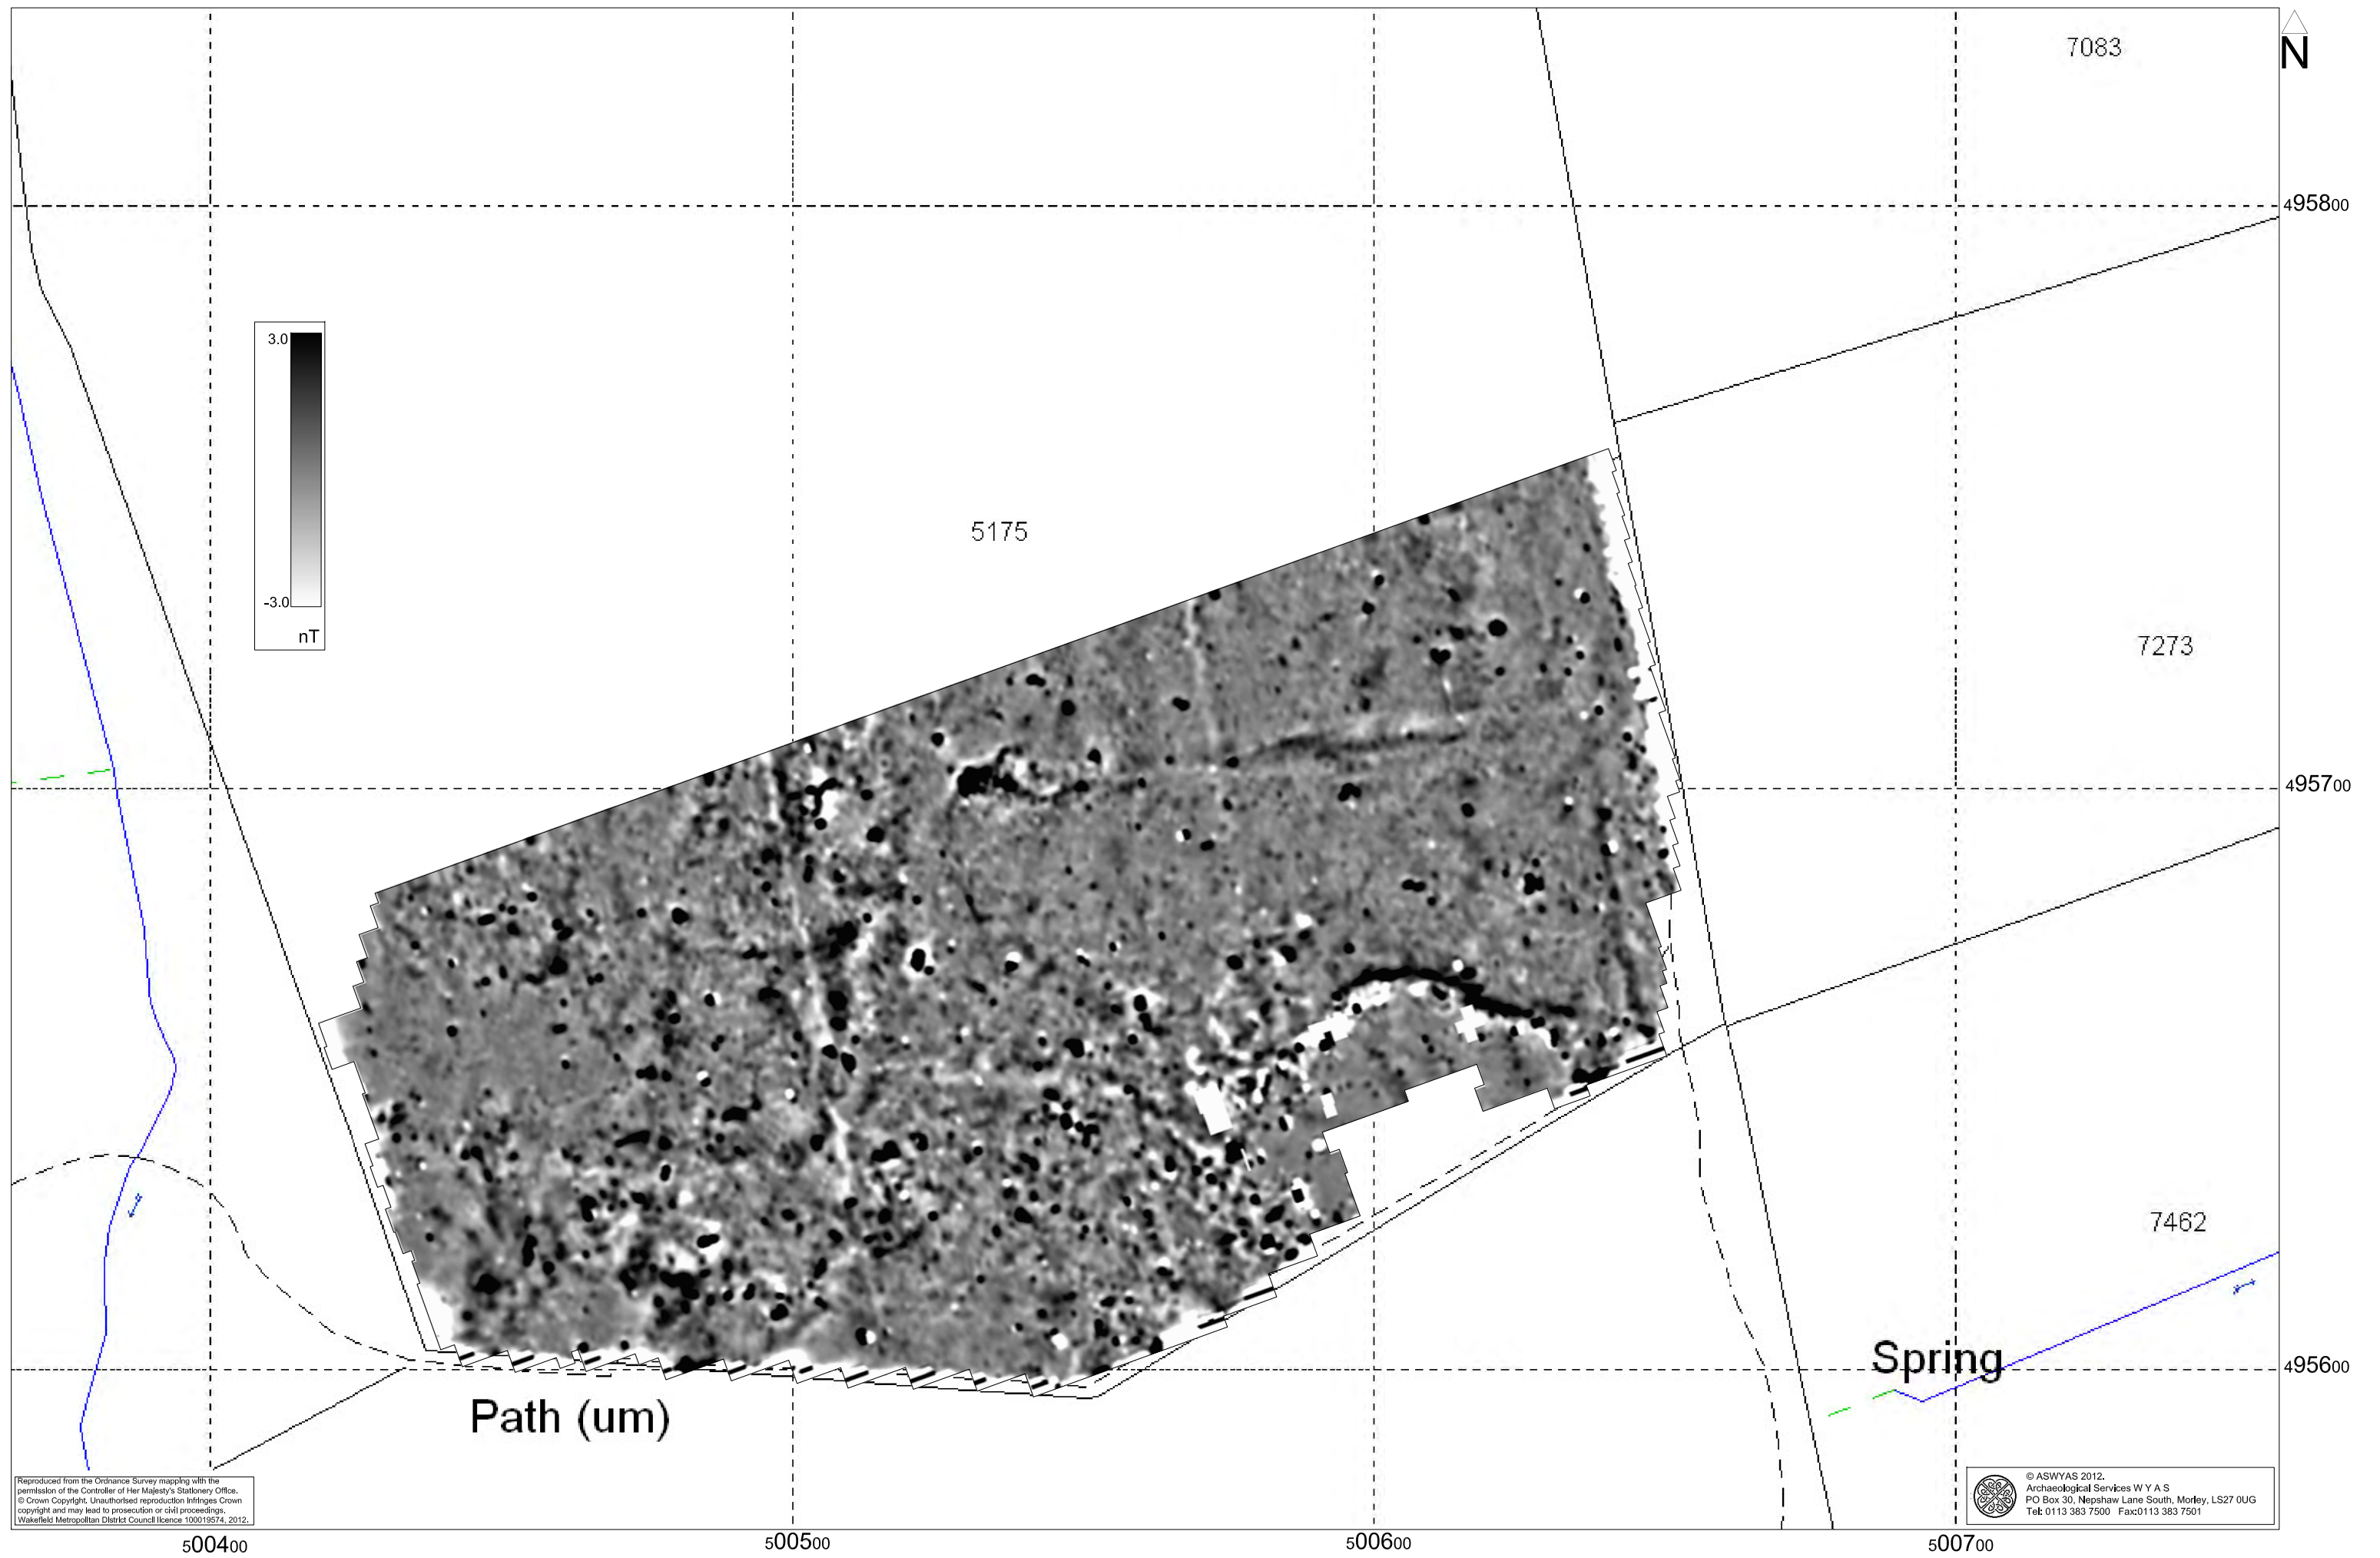 7083
N
495800
3.0
5175
-3.0
nT
7273
495700
7462
Spring
495600
Path (um)
Reproduced from the Ordnance Survey mapping with the
permission of the Controller of Her Majesty's Stationery Office.
© Crown Copyright. Unauthorised reproduction infringes Crown
copyright and may lead to prosecution or civil proceedings.
Wakefield Metropolitan District Council licence 100019574, 2012.
© ASWYAS 2012.
Archaeological Services W Y A S
PO Box 30, Nepshaw Lane South, Morley, LS27 0UG
Tel: 0113 383 7500 Fax:0113 383 7501
500400
500500
500600
500700